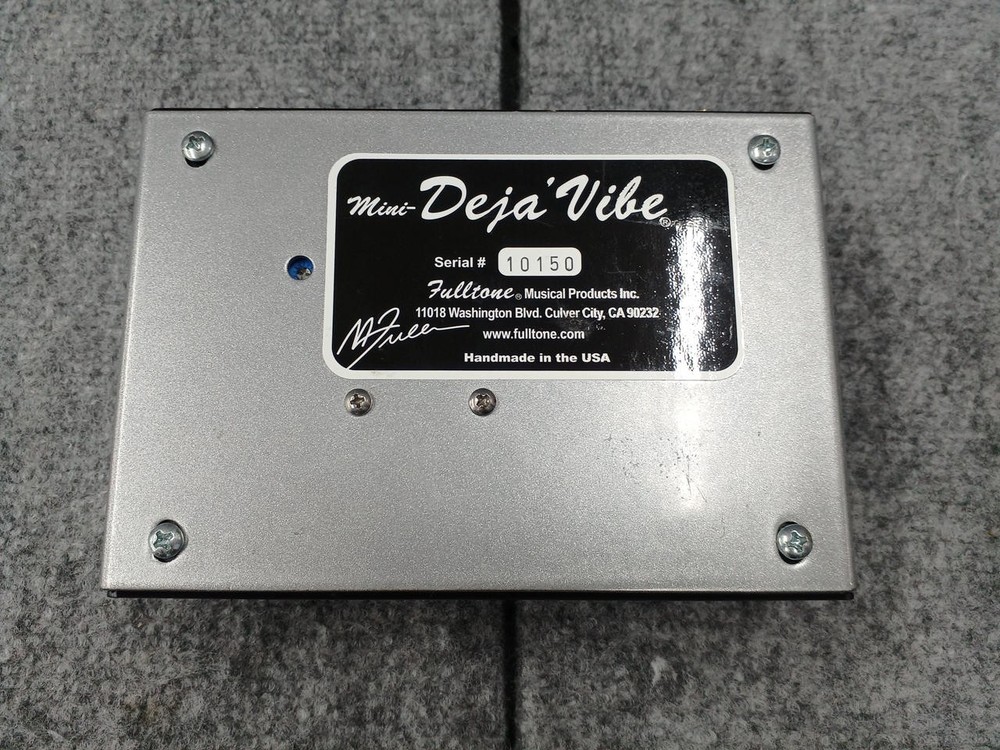 Mini-Deja'Vibe®
Serial # 10150
Fulltone® Musical Products Inc.
11018 Washington Blvd. Culver City, CA 90232
www.fulltone.com
Handmade in the USA